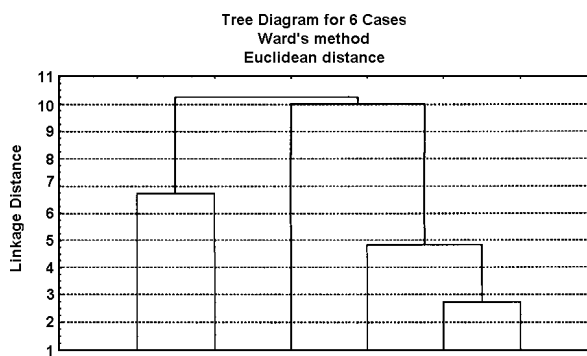 Tree Diagram for 6 Cases
Ward's method
Euclidean distance
Linkage Distance
11
10
9
8
7
6
5
4
3
2
1